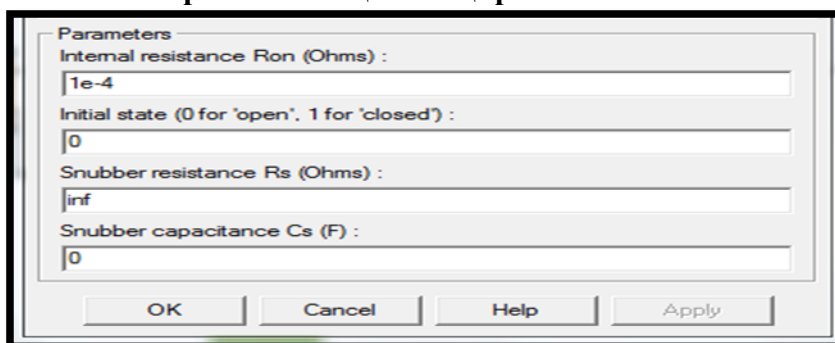 Parameters
Internal resistance Ron (Ohms) :
1e-4
Initial state (0 for 'open', 1 for 'closed') :
0
Snubber resistance Rs (Ohms) :
inf
Snubber capacitance Cs (F) :
0
OK Cancel Help Apply